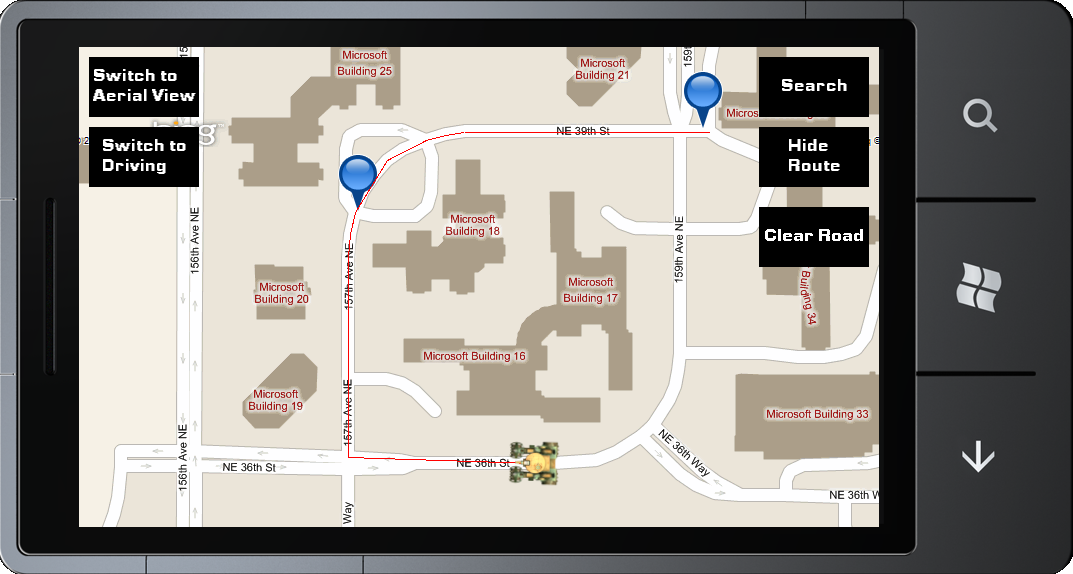 Switch to
Aerial View
Switch to
Driving
Search
Hide
Route
Clear Road
Microsoft
Building 25
Microsoft
Building 21
159th
NE 39th St
Microsoft
Building 18
156th Ave NE
157th Ave NE
159th Ave NE
Microsoft
Building 20
Microsoft
Building 17
Building 34
Microsoft Building 16
Microsoft
Building 19
157th Ave NE
Microsoft Building 33
156th Ave NE
NE 36th St
NE 36th St
NE 36th Way
NE 36th W
Way